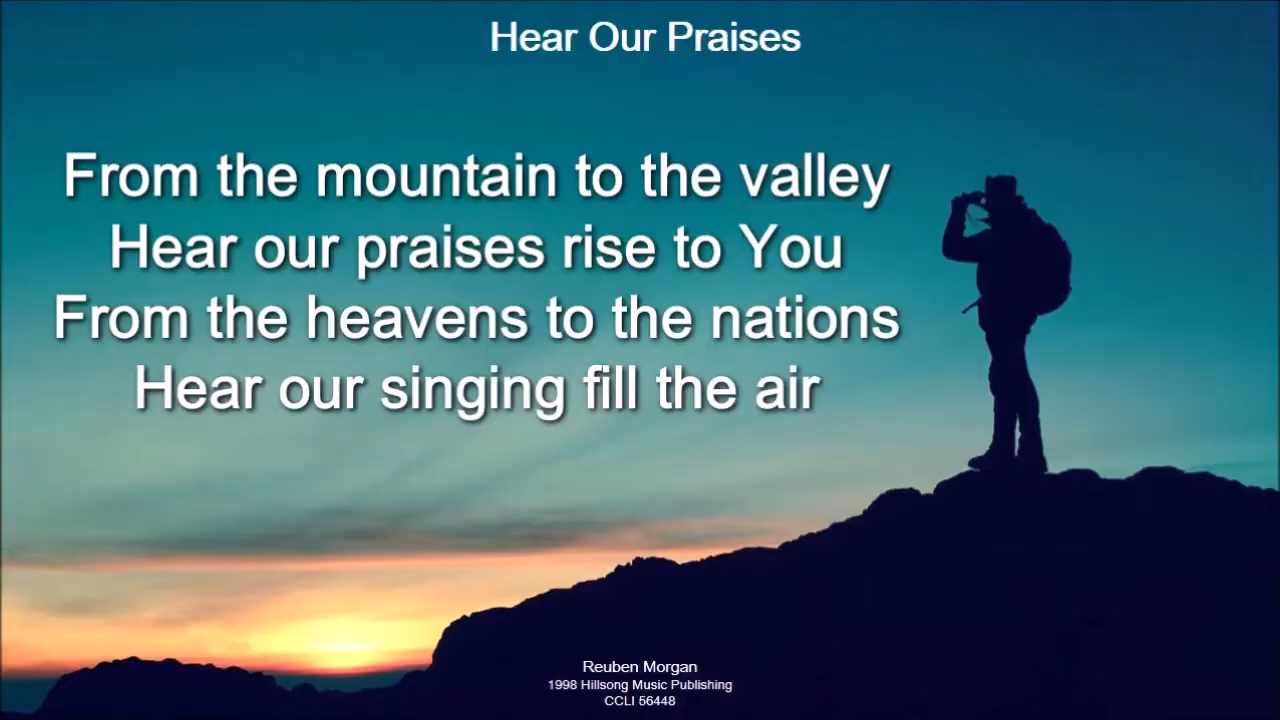 Hear Our Praises
From the mountain to the valley
Hear our praises rise to You
From the heavens to the nations
Hear our singing fill the air
Reuben Morgan
1998 Hillsong Music Publishing
CCLI 56448